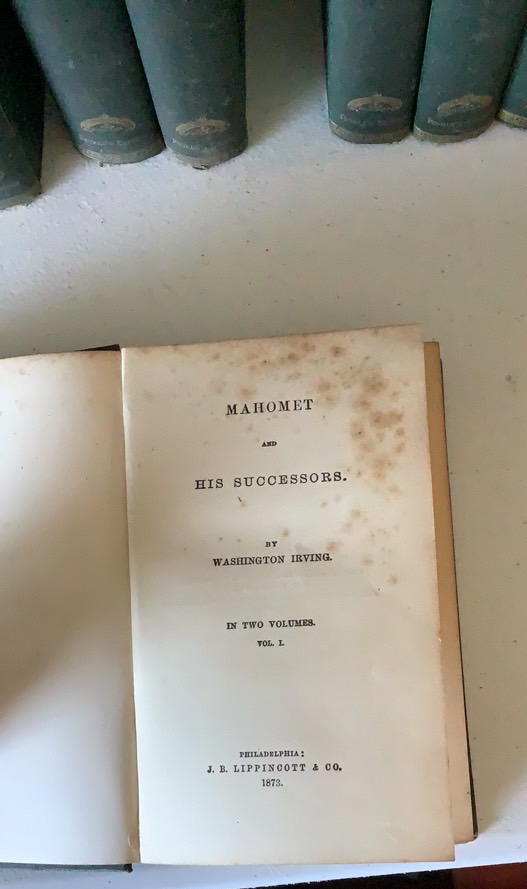 MAHOMET
AND
HIS SUCCESSORS.
BY
WASHINGTON IRVING.
IN TWO VOLUMES.
VOL. I.
PHILADELPHIA:
J. B. LIPPINCOTT & CO.
1873.